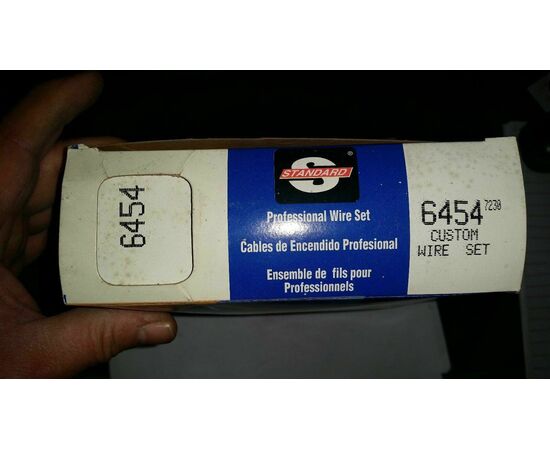 6454
S
STANDARD
®
Professional Wire Set
Cables de Encendido Profesional
Ensemble de fils pour
Professionnels
6454 7230
CUSTOM
WIRE SET